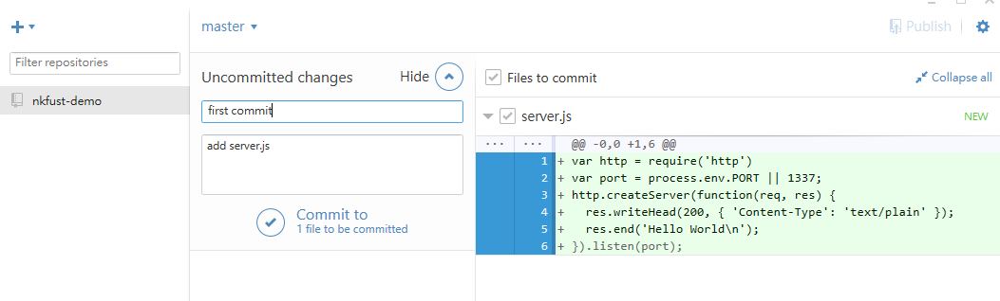 master
Publish
Filter repositories
nkfust-demo
Uncommitted changes
Hide
first commit
add server.js
Commit to
1 file to be committed
Files to commit
Collapse all
server.js
NEW
... ... @@ -0,0 +1,6 @@
1 + var http = require('http')
2 + var port = process.env.PORT || 1337;
3 + http.createServer(function(req, res) {
4 + res.writeHead(200, { 'Content-Type': 'text/plain' });
5 + res.end('Hello World\n');
6 + }).listen(port);